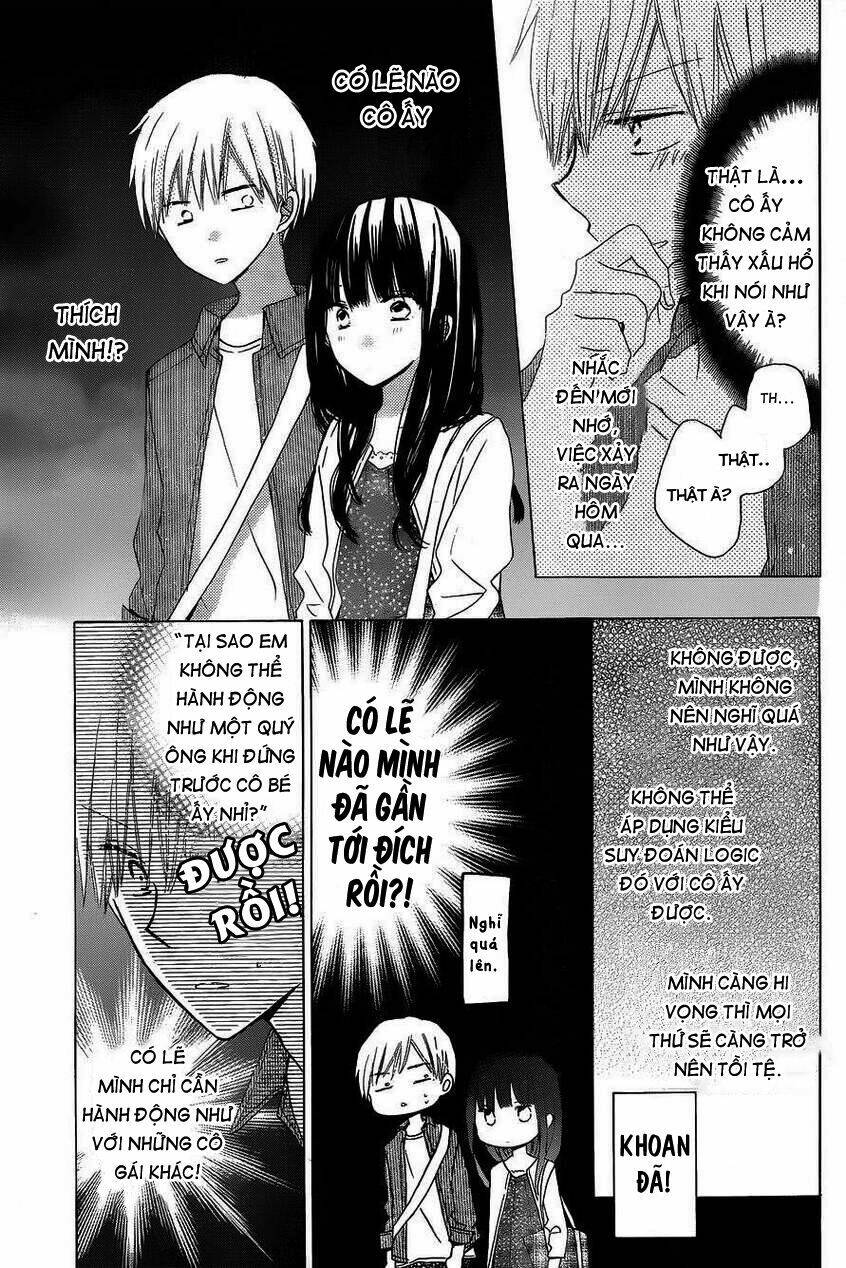 THẬT LÀ...
CÔ ẤY
KHÔNG CẢM
THẤY XẤU HỔ
KHI NÓI NHƯ
VẬY À?
TH...
THẬT..
THẬT À?
NHẮC
ĐẾN MỚI
NHỚ,
VIỆC XẢY
RA NGÀY
HÔM
QUA...
CÓ LẼ NÀO
CÔ ẤY
THÍCH
MÌNH!?
KHÔNG ĐƯỢC,
MÌNH KHÔNG
NÊN NGHĨ QUÁ
NHƯ VẬY.
KHÔNG THỂ
ÁP DỤNG KIỂU
SUY ĐOÁN LOGIC
ĐÓ VỚI CÔ ẤY
ĐƯỢC.
MÌNH CÀNG HI
VỌNG THÌ MỌI
THỨ SẼ CÀNG TRỞ
NÊN TỒI TỆ.
KHOAN
ĐÃ!
CÓ LẼ
NÀO MÌNH
ĐÃ GẦN
TỚI ĐÍCH
RỒI?!
Nghĩ
quá
lên.
"TẠI SAO EM
KHÔNG THỂ
HÀNH ĐỘNG
NHƯ MỘT QUÝ
ÔNG KHI ĐỨNG
TRƯỚC CÔ BÉ
ẤY NHỈ?"
ĐƯỢC
RỒI!
CÓ LẼ
MÌNH CHỈ CẦN
HÀNH ĐỘNG NHƯ
VỚI NHỮNG CÔ
GÁI KHÁC!